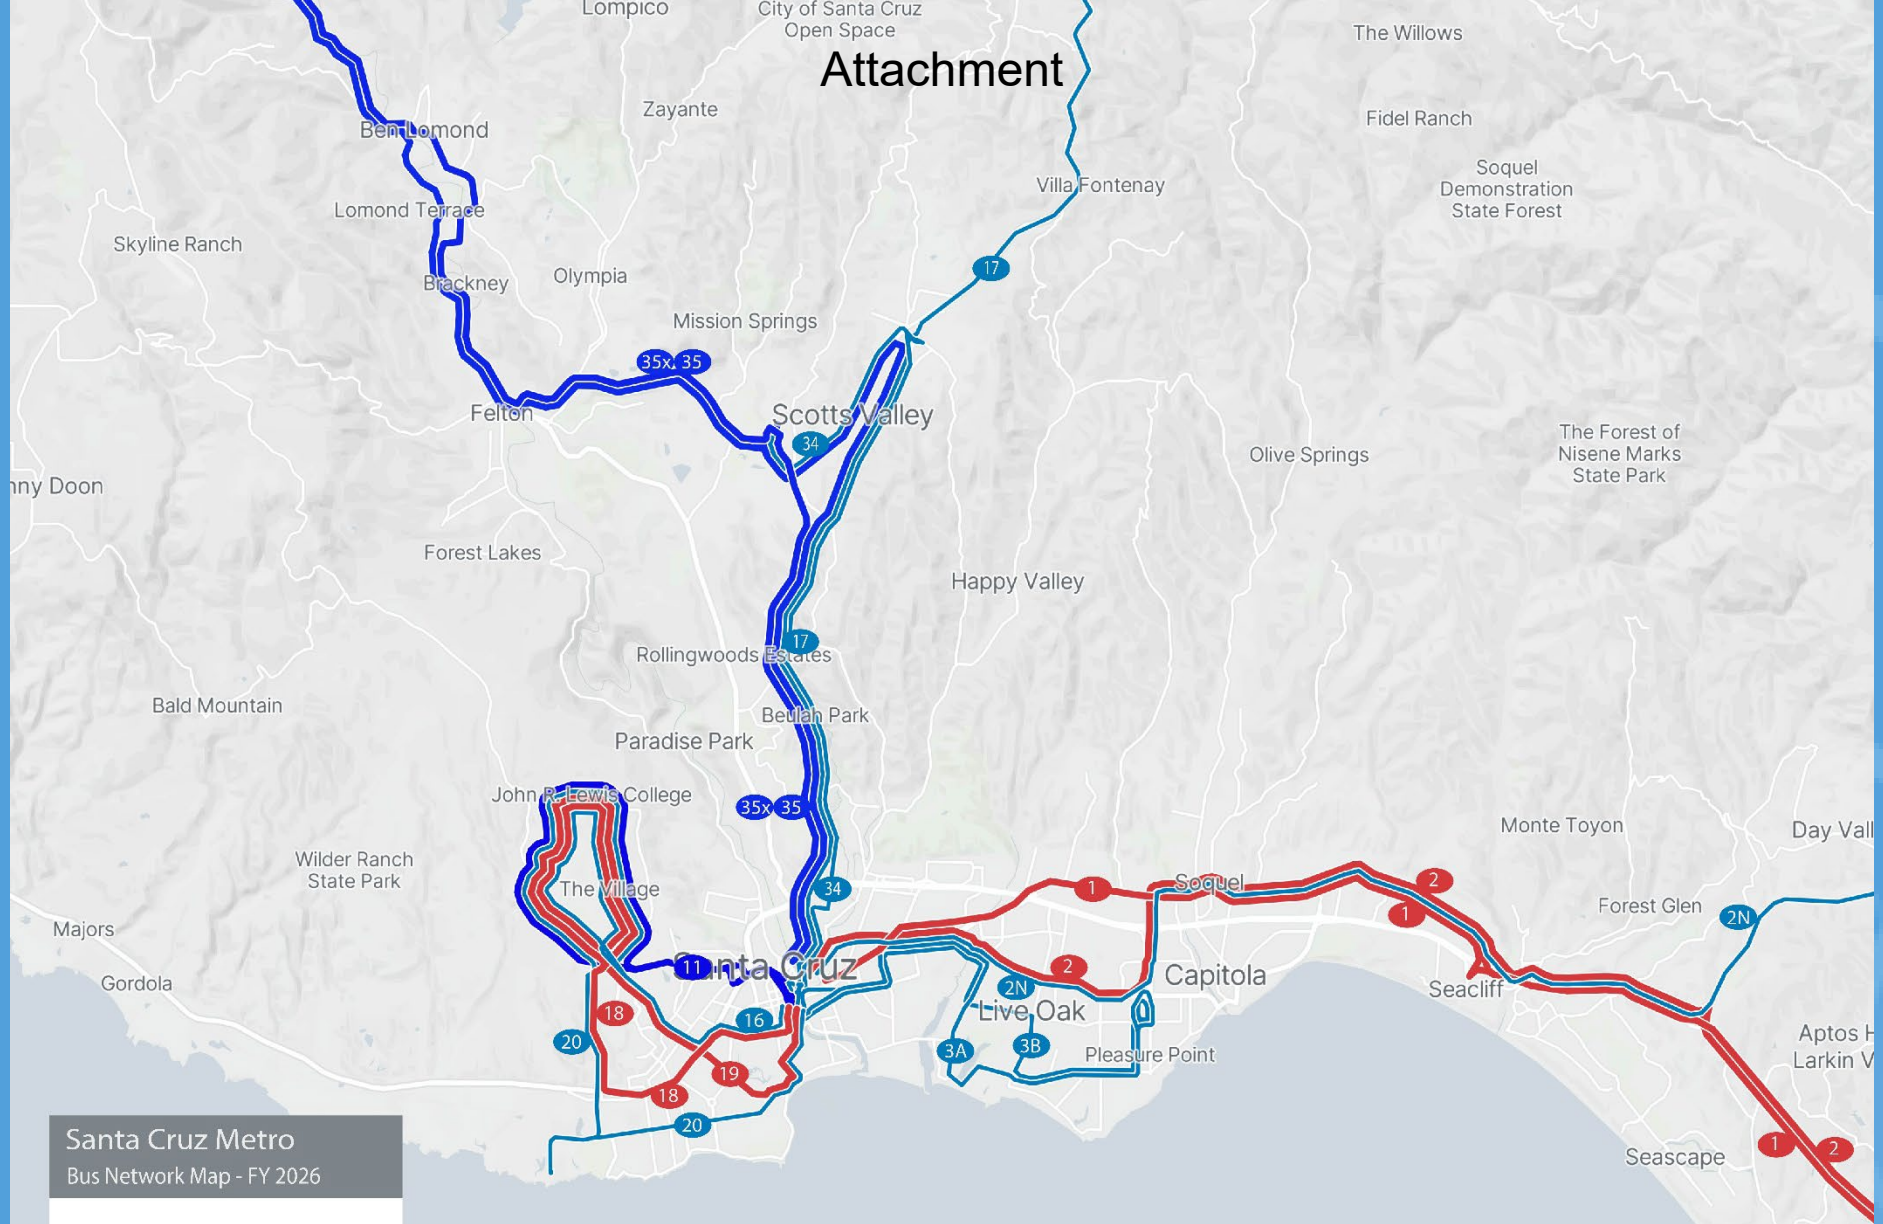 Lompico
City of Santa Cruz
Open Space
The Willows
Attachment
Zayante
Fidel Ranch
Ben Lomond
Soquel
Demonstration
State Forest
Villa Fontenay
Lomond Terrace
Skyline Ranch
17
Olympia
Brackney
Mission Springs
35x 35
Felton
Scotts Valley
34
The Forest of
Nisene Marks
State Park
Olive Springs
nny Doon
Forest Lakes
Happy Valley
17
Rollingwoods Estates
Bald Mountain
Beulah Park
Paradise Park
John R. Lewis College
35x 35
Monte Toyon
Day Vall
Wilder Ranch
State Park
The Village
34
1
Soquel
2
1
Forest Glen
2N
Majors
11
Santa Cruz
2
Capitola
Gordola
2N
Seacliff
Live Oak
18
16
20
3A
3B
Pleasure Point
Aptos H
Larkin V
19
18
20
Santa Cruz Metro
Bus Network Map - FY 2026
1
2
Seascape